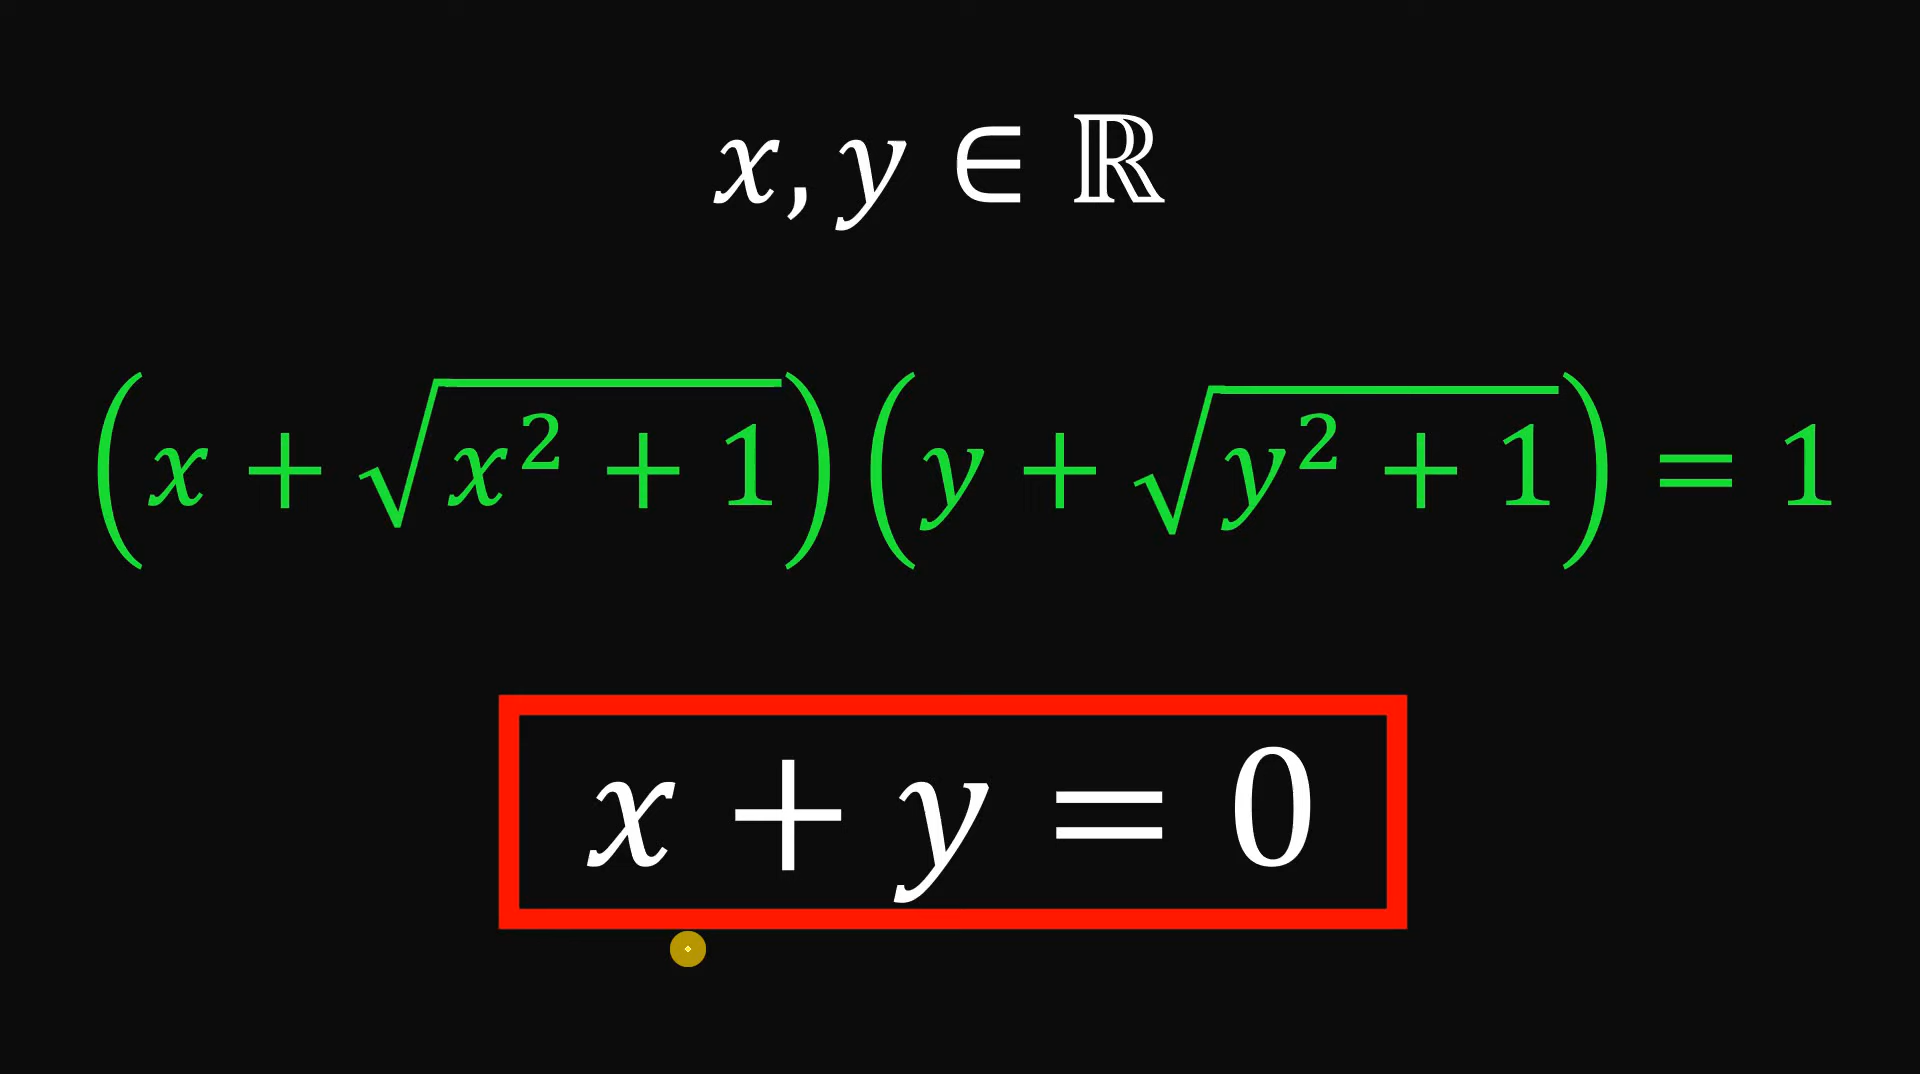 x, y ∈ ℝ
(x + √(x² + 1)) (y + √(y² + 1)) = 1
x + y = 0